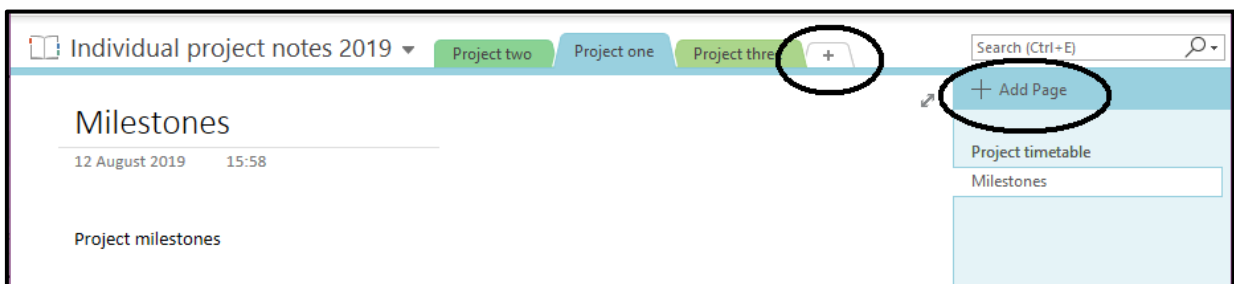 Individual project notes 2019
Project two
Project one
Project three
+
Search (Ctrl+E)
+ Add Page
Milestones
12 August 2019 15:58
Project timetable
Milestones
Project milestones